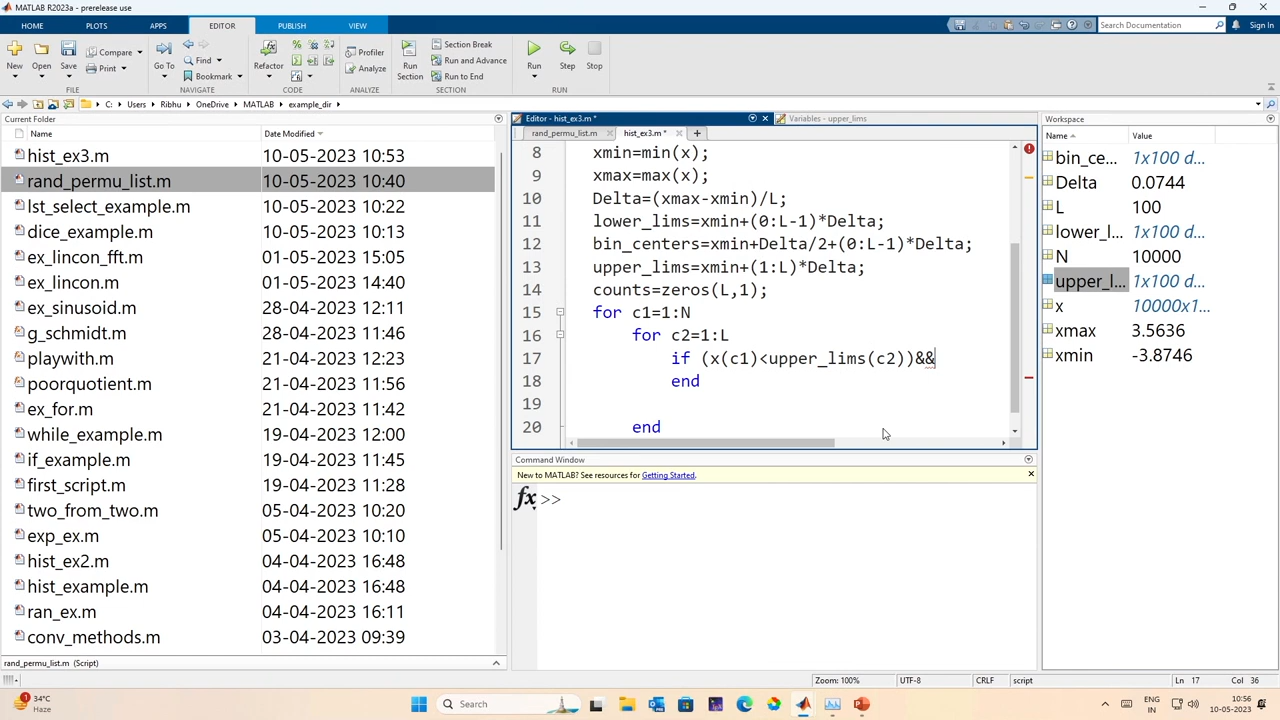 MATLAB R2023a - prerelease use
HOME PLOTS APPS EDITOR PUBLISH VIEW
Search Documentation Sign In
New Open Save Compare Print Go To Find Bookmark Refactor Profiler Analyze Run Section Section Break Run and Advance Run to End Run Step Stop
FILE NAVIGATE CODE ANALYZE SECTION RUN
C: Users Ribhu OneDrive MATLAB example_dir
Current Folder
Name Date Modified
hist_ex3.m 10-05-2023 10:53
rand_permu_list.m 10-05-2023 10:40
lst_select_example.m 10-05-2023 10:22
dice_example.m 10-05-2023 10:13
ex_lincon_fft.m 01-05-2023 15:05
ex_lincon.m 01-05-2023 14:40
ex_sinusoid.m 28-04-2023 12:11
g_schmidt.m 28-04-2023 11:46
playwith.m 28-04-2023 11:34
poorquotient.m 21-04-2023 11:56
ex_for.m 21-04-2023 11:42
while_example.m 19-04-2023 12:00
if_example.m 19-04-2023 11:45
first_script.m 19-04-2023 11:28
two_from_two.m 05-04-2023 10:20
exp_ex.m 05-04-2023 10:10
hist_ex2.m 04-04-2023 16:48
hist_example.m 04-04-2023 16:48
ran_ex.m 04-04-2023 16:11
conv_methods.m 03-04-2023 09:39
rand_permu_list.m (Script)
Editor - hist_ex3.m * Variables - upper_lims
rand_permu_list.m hist_ex3.m *
8 xmin=min(x);
9 xmax=max(x);
10 Delta=(xmax-xmin)/L;
11 lower_lims=xmin+(0:L-1)*Delta;
12 bin_centers=xmin+Delta/2+(0:L-1)*Delta;
13 upper_lims=xmin+(1:L)*Delta;
14 counts=zeros(L,1);
15 for c1=1:N
16 for c2=1:L
17 if (x(c1)<upper_lims(c2))&&
18 end
19
20 end
Command Window
New to MATLAB? See resources for Getting Started.
fx >>
Workspace
Name Value
bin_ce... 1x100 d...
Delta 0.0744
L 100
lower_l... 1x100 d...
N 10000
upper_l... 1x100 d...
x 10000x1...
xmax 3.5636
xmin -3.8746
Zoom: 100% UTF-8 CRLF script Ln 17 Col 36
1 34°C
Haze
Search
ENG
IN
10:56
10-05-2023